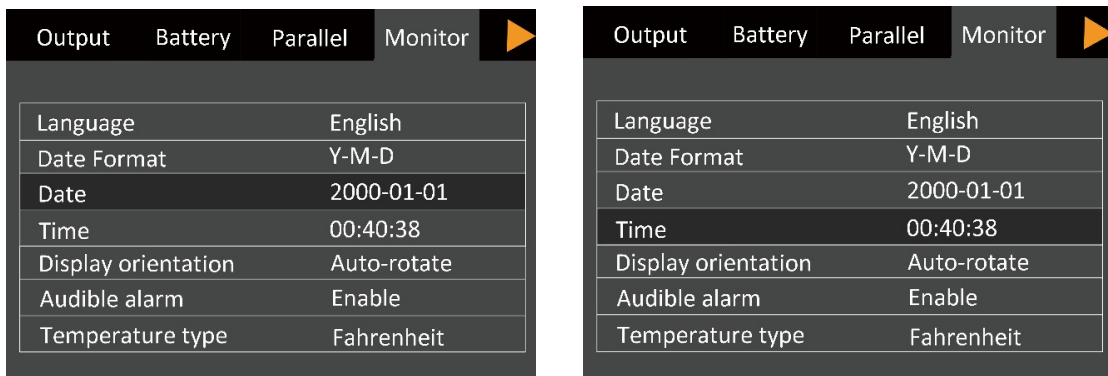 Output Battery Parallel Monitor
Language English
Date Format Y-M-D
Date 2000-01-01
Time 00:40:38
Display orientation Auto-rotate
Audible alarm Enable
Temperature type Fahrenheit
Output Battery Parallel Monitor
Language English
Date Format Y-M-D
Date 2000-01-01
Time 00:40:38
Display orientation Auto-rotate
Audible alarm Enable
Temperature type Fahrenheit